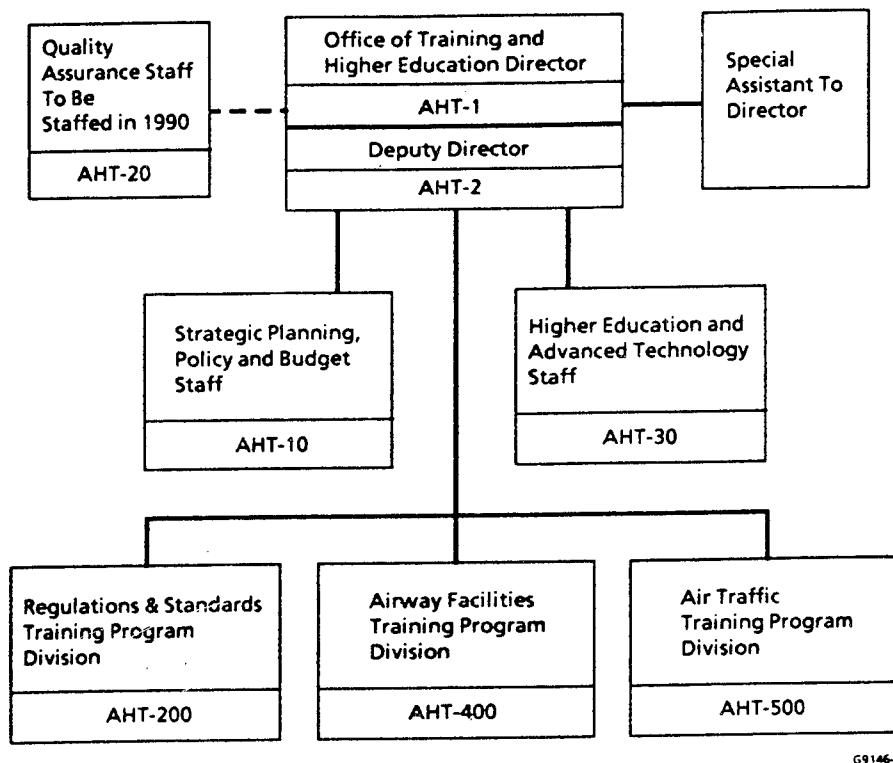 Quality
Assurance Staff
To Be
Staffed in 1990
AHT-20
Office of Training and
Higher Education Director
AHT-1
Deputy Director
AHT-2
Special
Assistant To
Director
Strategic Planning,
Policy and Budget
Staff
AHT-10
Higher Education and
Advanced Technology
Staff
AHT-30
Regulations & Standards
Training Program
Division
AHT-200
Airway Facilities
Training Program
Division
AHT-400
Air Traffic
Training Program
Division
AHT-500
G9146-